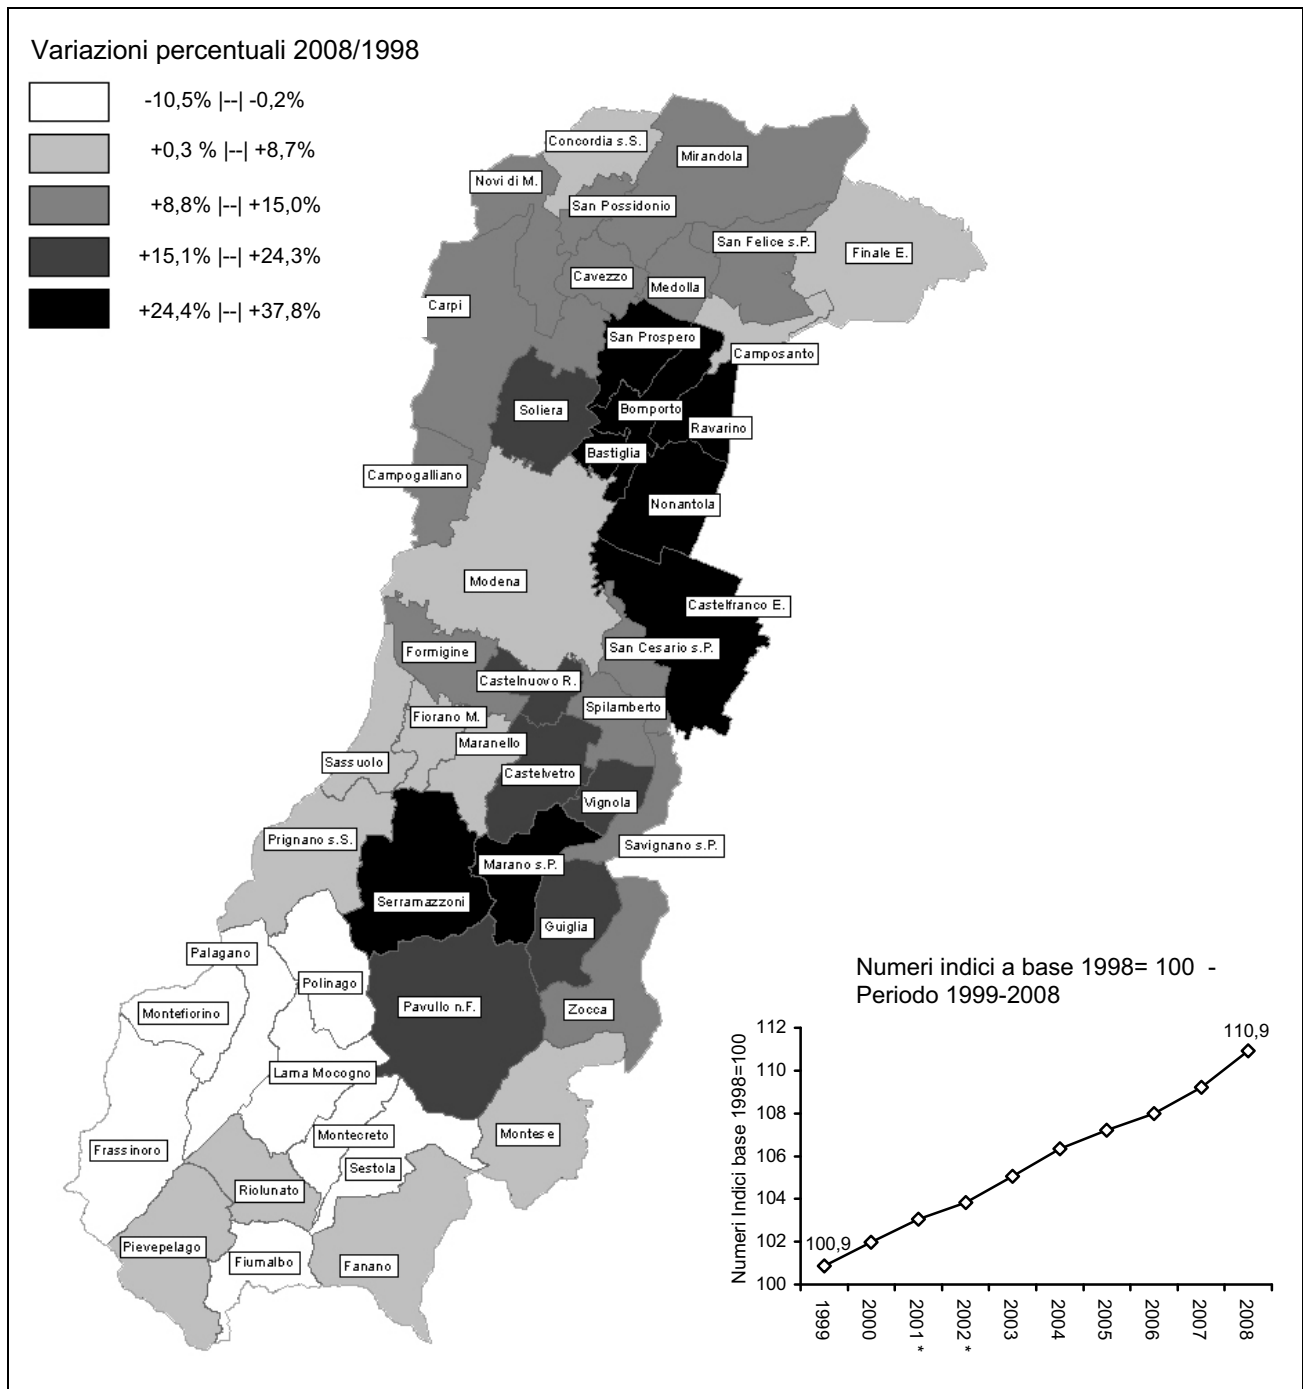 Variazioni percentuali 2008/1998
-10,5% |--| -0,2%
+0,3 % |--| +8,7%
+8,8% |--| +15,0%
+15,1% |--| +24,3%
+24,4% |--| +37,8%
Concordia s.S.
Mirandola
Novi di M.
San Possidonio
San Felice s.P.
Finale E.
Cavezzo
Medolla
Carpi
San Prospero
Camposanto
Soliera
Bomporto
Ravarino
Bastiglia
Campogalliano
Nonantola
Modena
Castelfranco E.
San Cesario s.P.
Formigine
Castelnuovo R.
Spilamberto
Fiorano M.
Maranello
Sassuolo
Castelvetro
Vignola
Prignano s.S.
Savignano s.P.
Marano s.P.
Serramazzoni
Guiglia
Palagano
Polinago
Pavullo n.F.
Zocca
Montefiorino
Lama Mocogno
Montecreto
Montese
Frassinoro
Sestola
Riolunato
Pievepelago
Fiumalbo
Fanano
Numeri indici a base 1998= 100 -
Periodo 1999-2008
Numeri Indici base 1998=100
112
110
108
106
104
102
100
100,9
110,9
1999
2000
2001 *
2002 *
2003
2004
2005
2006
2007
2008